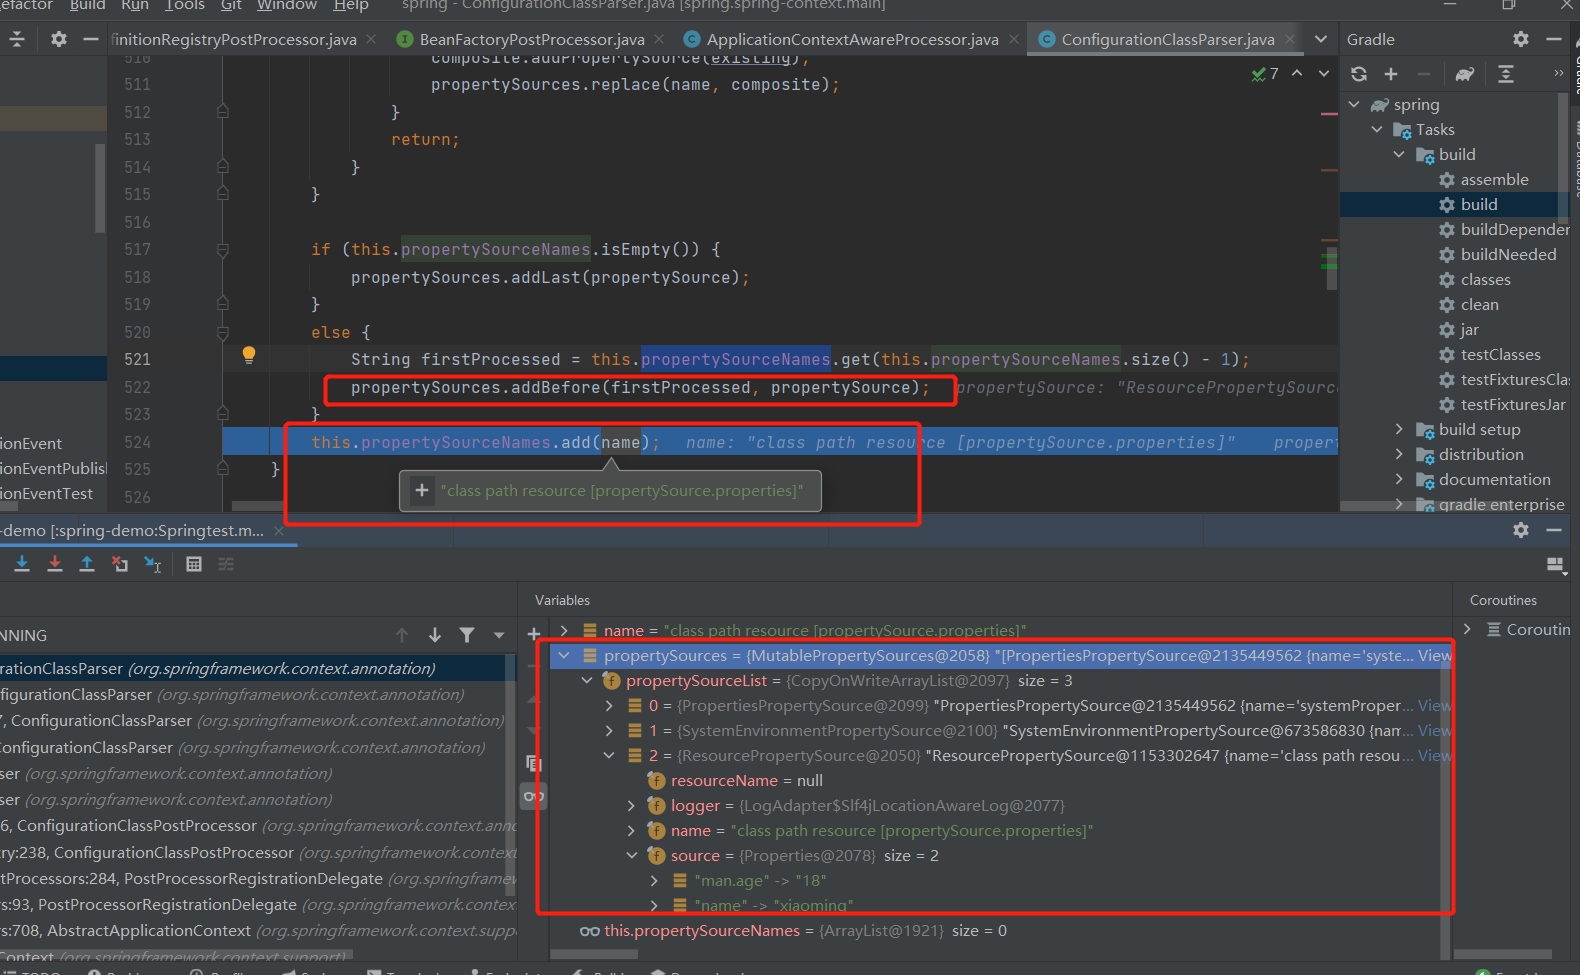 efactor Build Run Tools Git Window Help spring - ConfigurationClassParser.java [spring.spring-context.main]
initionRegistryPostProcessor.java BeanFactoryPostProcessor.java ApplicationContextAwareProcessor.java ConfigurationClassParser.java Gradle
510 composite.addPropertySource(existing);
511 propertySources.replace(name, composite);
7
512 }
513 return;
514 }
515 }
516
517 if (this.propertySourceNames.isEmpty()) {
518 propertySources.addLast(propertySource);
519 }
520 else {
521 String firstProcessed = this.propertySourceNames.get(this.propertySourceNames.size() - 1);
522 propertySources.addBefore(firstProcessed, propertySource); propertySource: "ResourcePropertySourc
523 }
524 this.propertySourceNames.add(name); name: "class path resource [propertySource.properties]" propert
525 }
526
+ "class path resource [propertySource.properties]"
spring
Tasks
build
assemble
build
buildDepender
buildNeeded
classes
clean
jar
testClasses
testFixturesCla
testFixturesJar
build setup
distribution
documentation
gradle enterprise
Database
ionEvent
ionEventPublish
ionEventTest
-demo [:spring-demo:Springtest.m...
Variables
Coroutines
NNING
Coroutin
rationClassParser (org.springframework.context.annotation)
figurationClassParser (org.springframework.context.annotation)
7, ConfigurationClassParser (org.springframework.context.annotation)
ConfigurationClassParser (org.springframework.context.annotation)
ser (org.springframework.context.annotation)
ser (org.springframework.context.annotation)
6, ConfigurationClassPostProcessor (org.springframework.context.anno
ry:238, ConfigurationClassPostProcessor (org.springframework.context
tProcessors:284, PostProcessorRegistrationDelegate (org.springframew
rs:93, PostProcessorRegistrationDelegate (org.springframework.contex
rs:708, AbstractApplicationContext (org.springframework.context.suppo
Context (org.springframework.context.support)
name = "class path resource [propertySource.properties]"
propertySources = {MutablePropertySources@2058} "[PropertiesPropertySource@2135449562 {name='syste... View
propertySourceList = {CopyOnWriteArrayList@2097} size = 3
0 = {PropertiesPropertySource@2099} "PropertiesPropertySource@2135449562 {name='systemProper... View
1 = {SystemEnvironmentPropertySource@2100} "SystemEnvironmentPropertySource@673586830 {nam... View
2 = {ResourcePropertySource@2050} "ResourcePropertySource@1153302647 {name='class path resou... View
resourceName = null
logger = {LogAdapter$Slf4jLocationAwareLog@2077}
name = "class path resource [propertySource.properties]"
source = {Properties@2078} size = 2
"man.age" -> "18"
"name" -> "xiaoming"
this.propertySourceNames = {ArrayList@1921} size = 0